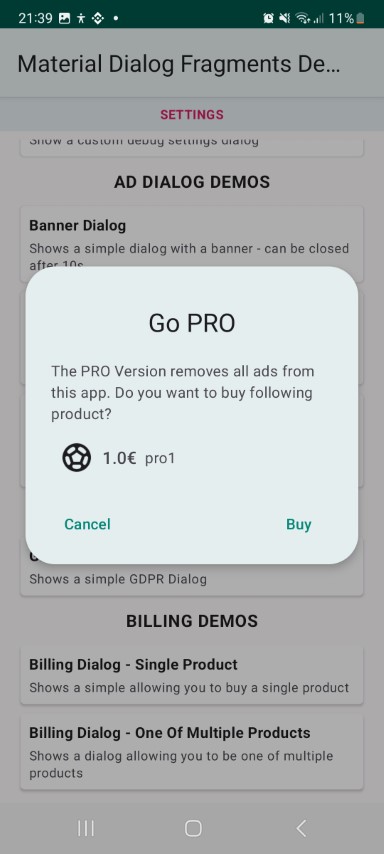 21:39
11%
Material Dialog Fragments De...
SETTINGS
Show a custom debug settings dialog
AD DIALOG DEMOS
Banner Dialog
Shows a simple dialog with a banner - can be closed
after 10s
Go PRO
The PRO Version removes all ads from
this app. Do you want to buy following
product?
1.0€ pro1
Cancel
Buy
Shows a simple GDPR Dialog
BILLING DEMOS
Billing Dialog - Single Product
Shows a simple allowing you to buy a single product
Billing Dialog - One Of Multiple Products
Shows a dialog allowing you to be one of multiple
products